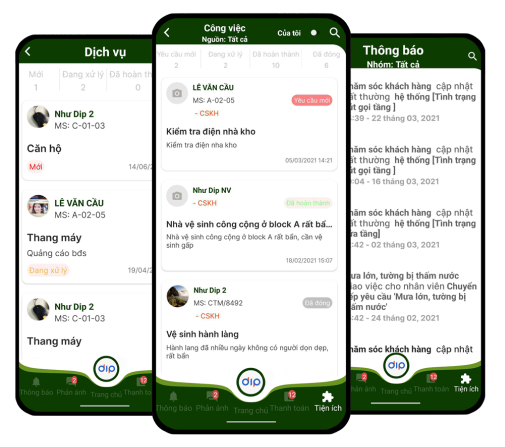 Dịch vụ
Mới
1
Đang xử lý
2
Đã hoàn th
0
Như Dip 2
MS: C-01-03
Căn hộ
Mới
14/06/2
LÊ VĂN CẦU
MS: A-02-05
Thang máy
Quảng cáo bđs
Đang xử lý
19/04/2
Như Dip 2
MS: C-01-03
Thang máy
dip
Thông báo
Phản ánh
Trang chủ
Thanh to
Công việc
Nguồn: Tất cả
Của tôi
Yêu cầu mới
2
Đang xử lý
2
Đã hoàn thành
10
Đã đóng
6
LÊ VĂN CẦU
MS: A-02-05
- CSKH
Yêu cầu mới
Kiểm tra điện nhà kho
Kiểm tra điện nha kho
05/03/2021 14:21
Như Dip NV
- CSKH
Đã hoàn thành
Nhà vệ sinh công cộng ở block A rất bẩ...
Nhà vệ sinh công cộng ở block A rất bẩn, cần vệ
sinh gấp
18/02/2021 15:07
Như Dip 2
MS: CTM/8492
- CSKH
Đã đóng
Vệ sinh hành làng
Hành lang đã nhiều ngày không có người dọn dẹp,
rất bẩn
dip
Thông báo
Phản ánh
Trang chủ
Thanh toán
12
Tiện ích
Thông báo
Nhóm: Tất cả
hăm sóc khách hàng cập nhật
ất thường hệ thống [Tình trạng
út gọi tầng ]
:39 - 22 tháng 03, 2021
hăm sóc khách hàng cập nhật
ất thường hệ thống [Tình trạng
út gọi tầng ]
:04 - 16 tháng 03, 2021
hăm sóc khách hàng cập nhật
ất thường hệ thống [Tình trạng
ửa tầng]
:42 - 02 tháng 03, 2021
ưa lớn, tường bị thấm nước
iao việc cho nhân viên Chuyển
ếp yêu cầu 'Mưa lớn, tường bị
ấm nước'
:42 - 24 tháng 02, 2021
hăm sóc khách hàng cập nhật
dip
Trang chủ
Thanh toán
12
Tiện ích